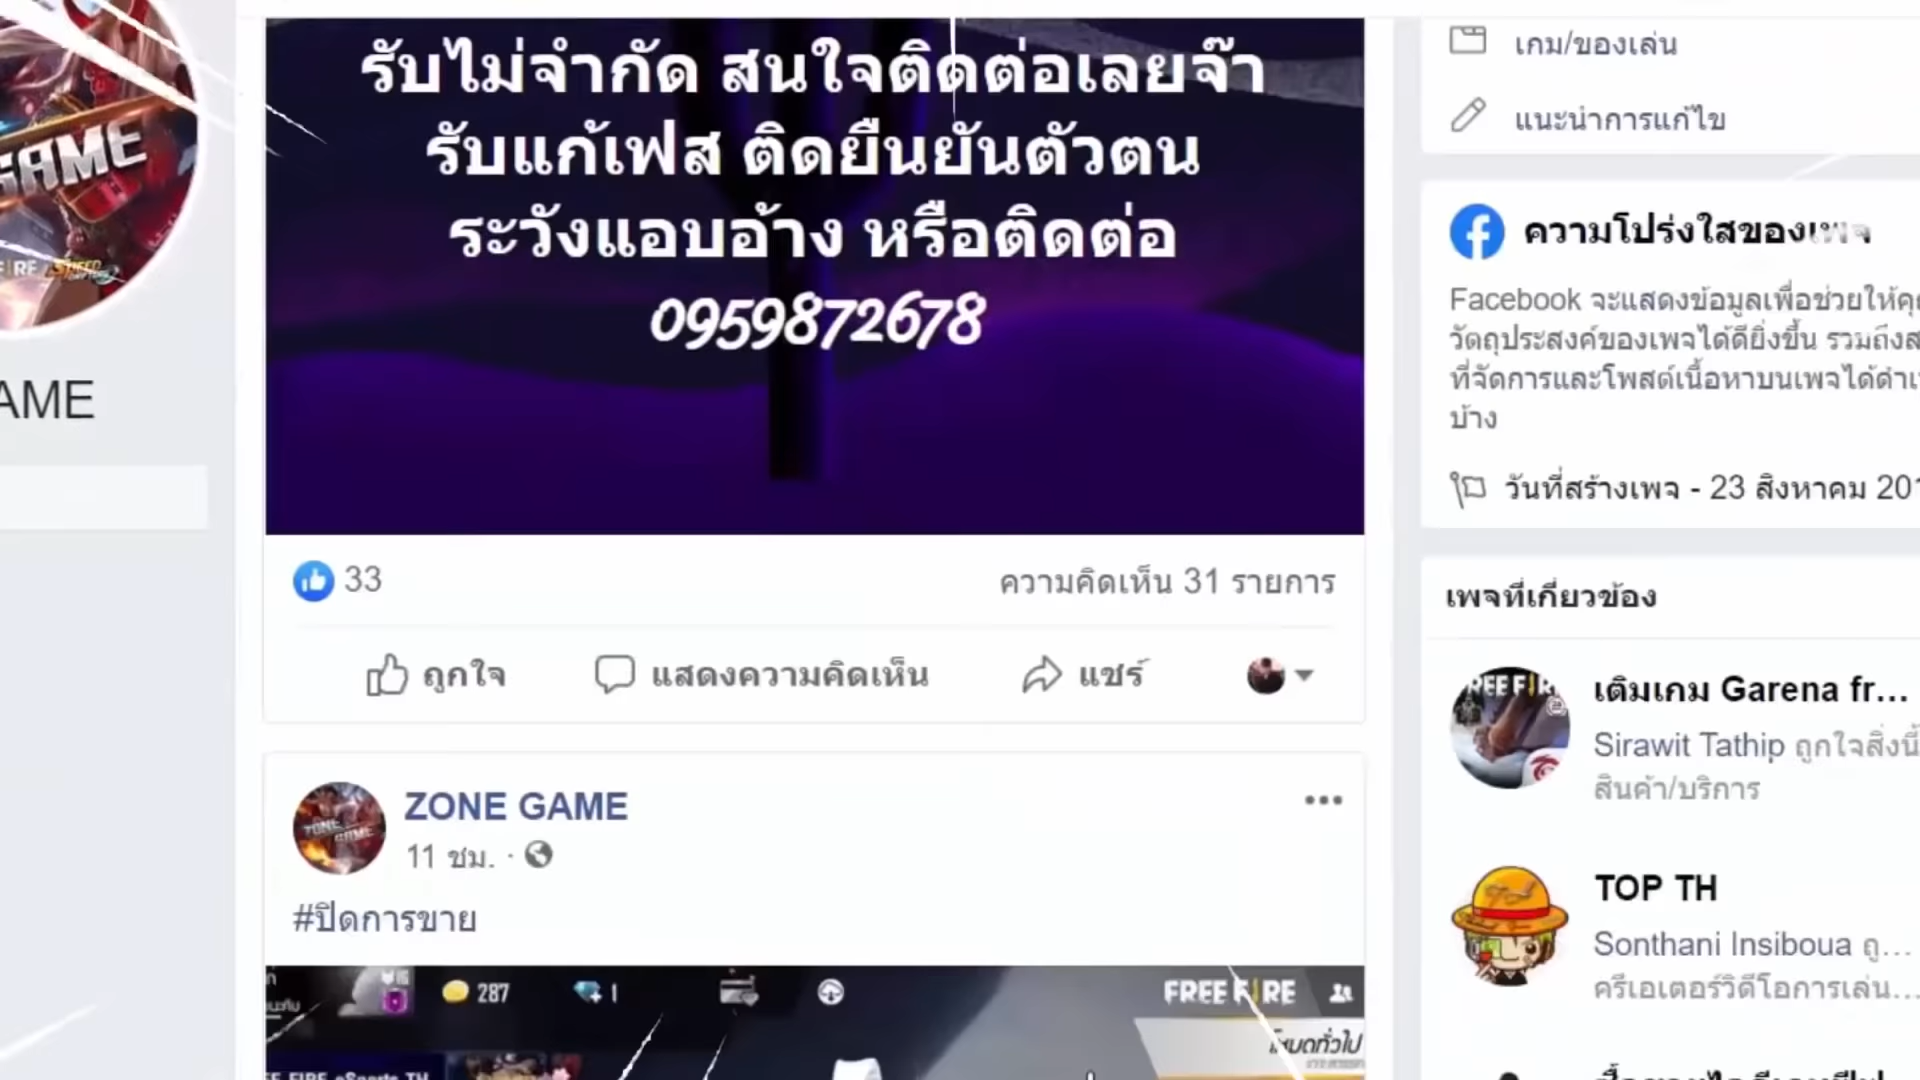 GAME
AME
รับไม่จำกัด สนใจติดต่อเลยจ๊า
รับแก้เฟส ติดยืนยันตัวตน
ระวังแอบอ้าง หรือติดต่อ
0959872678
33
ความคิดเห็น 31 รายการ
ถูกใจ
แสดงความคิดเห็น
แชร์
ZONE GAME
11 ชม.
#ปิดการขาย
287
1
FREE FIRE
โหมดทั่วไป
FREE FIRE eSports TH
เกม/ของเล่น
แนะนำการแก้ไข
ความโปร่งใสของเพจ
Facebook จะแสดงข้อมูลเพื่อช่วยให้คุ
วัตถุประสงค์ของเพจได้ดียิ่งขึ้น รวมถึงส
ที่จัดการและโพสต์เนื้อหาบนเพจได้ดำเ
บ้าง
วันที่สร้างเพจ - 23 สิงหาคม 20
เพจที่เกี่ยวข้อง
เติมเกม Garena fr...
Sirawit Tathip ถูกใจสิ่งนี้
สินค้า/บริการ
TOP TH
Sonthani Insiboua ถู...
ครีเอเตอร์วิดีโอการเล่น...